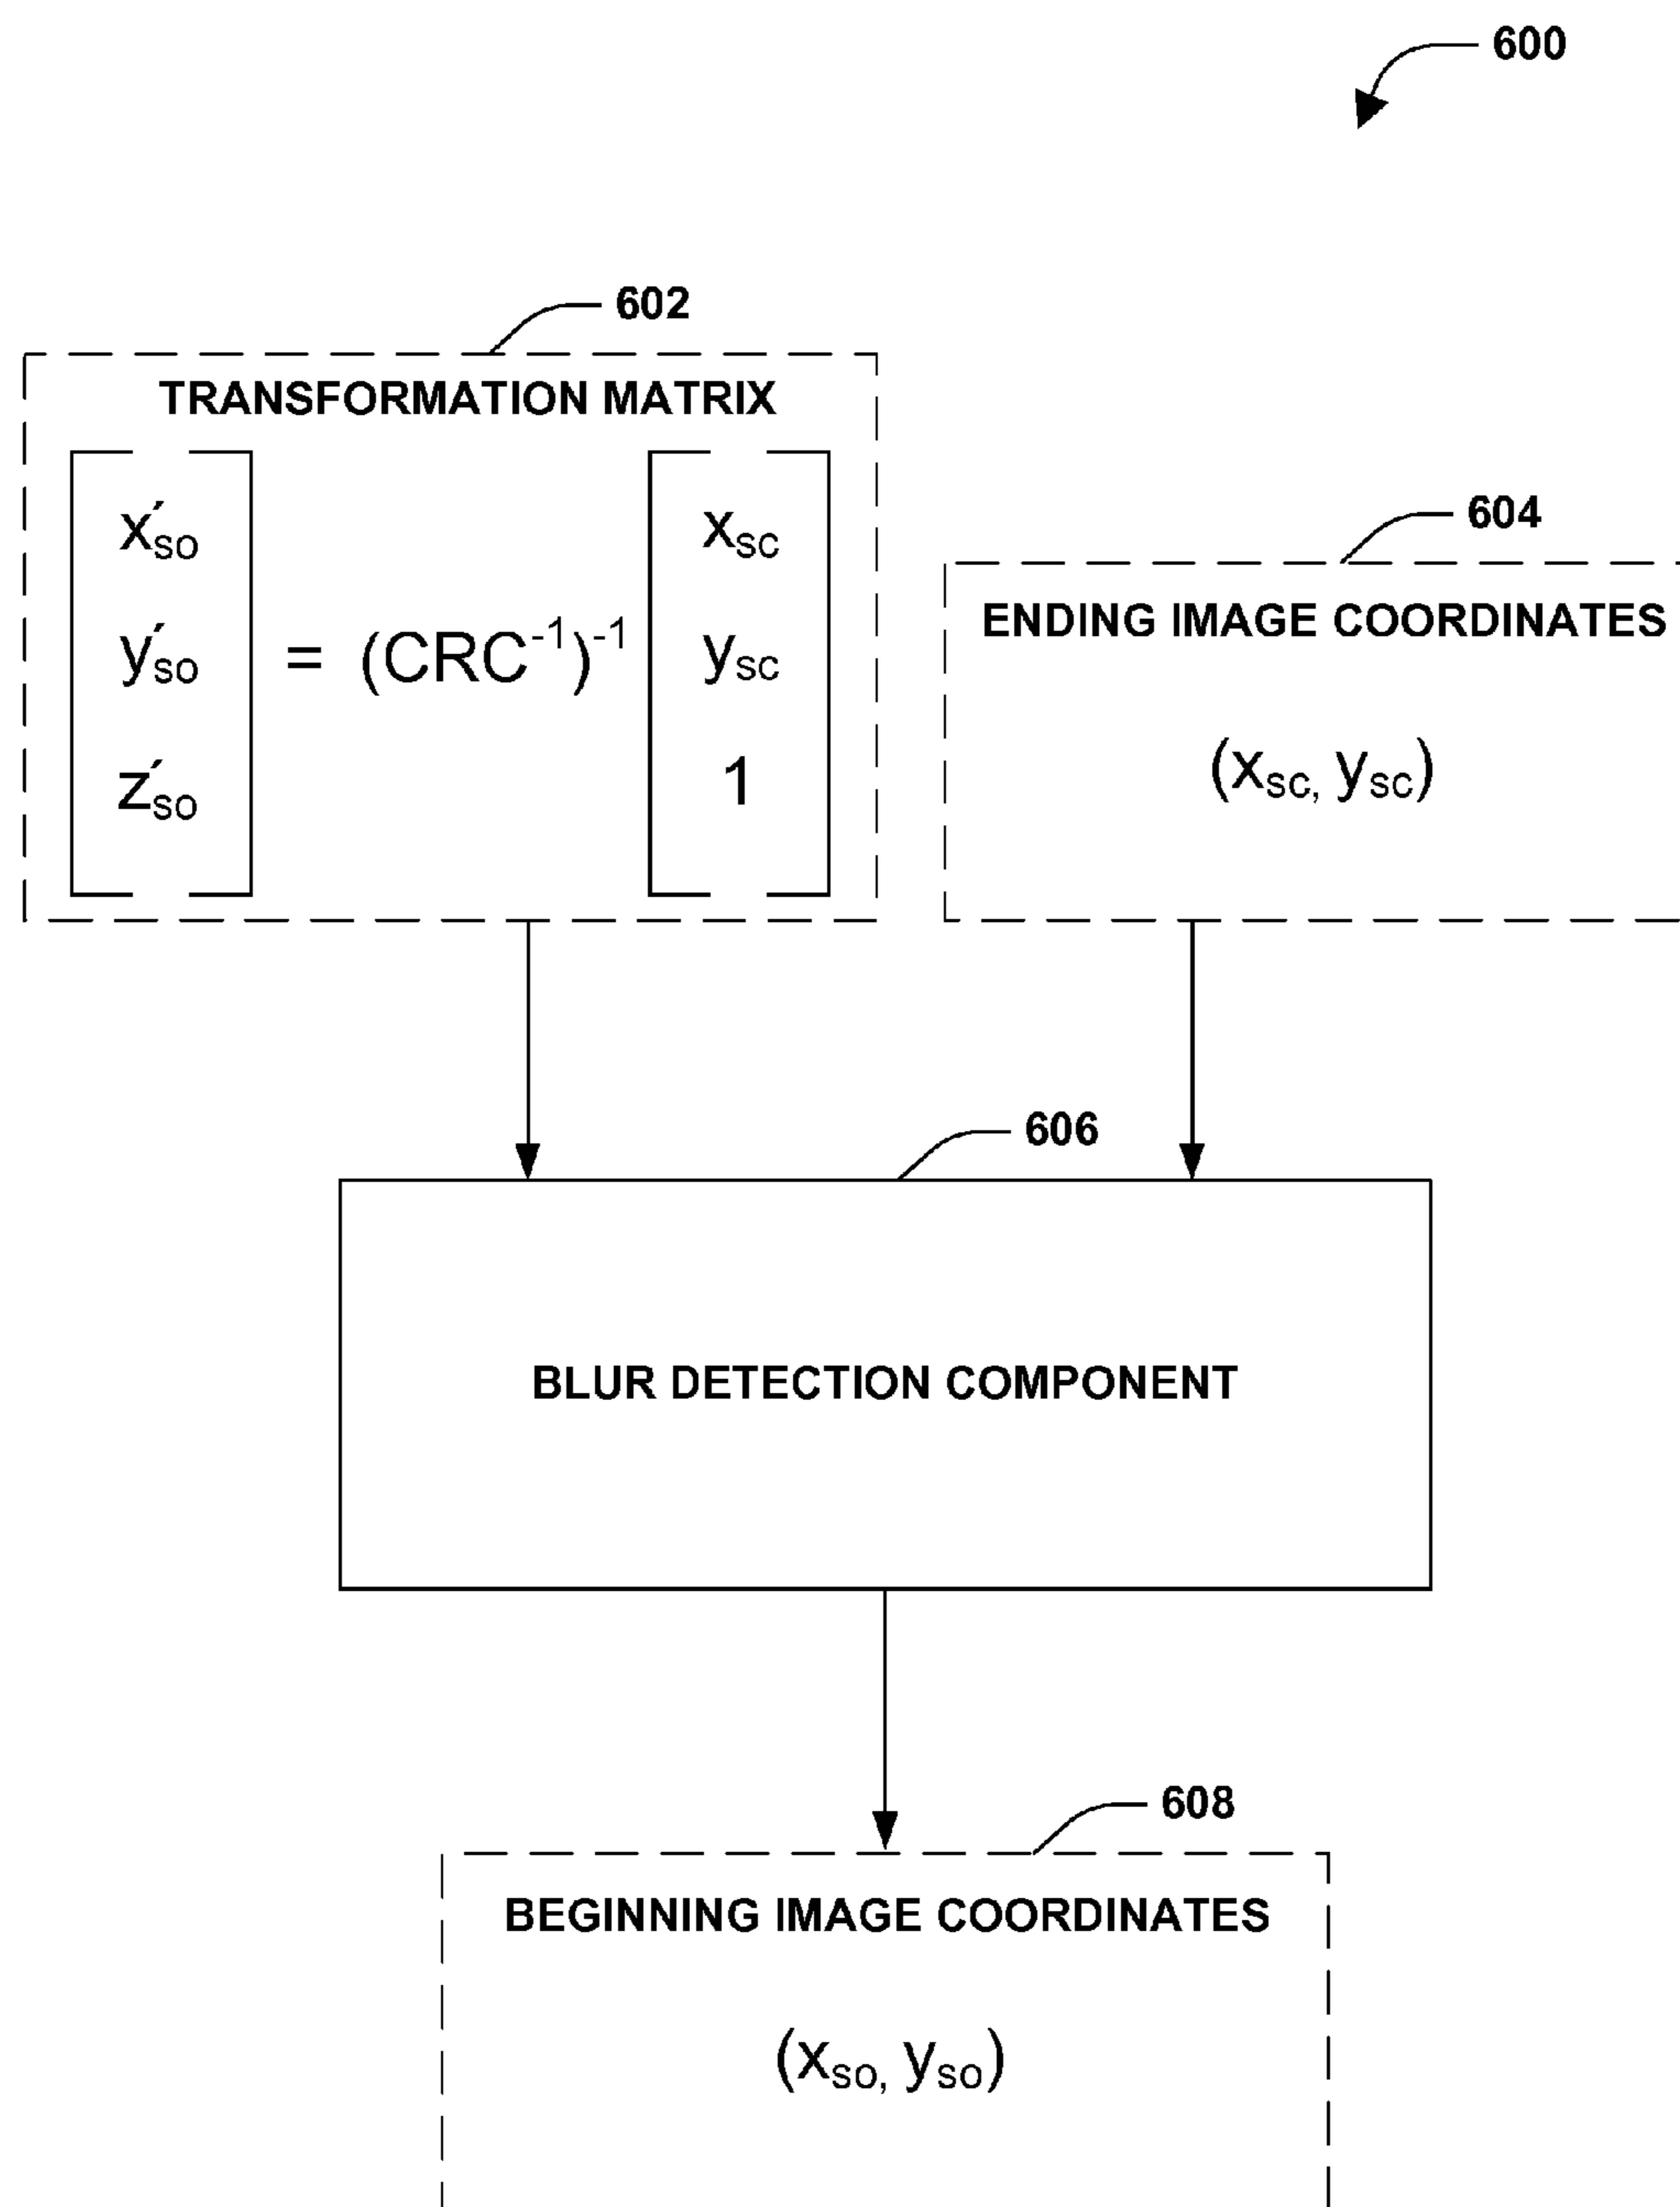 600
602
TRANSFORMATION MATRIX
x′so
y′so = (CRC⁻¹)⁻¹
z′so
xsc
ysc
1
604
ENDING IMAGE COORDINATES
(xsc, ysc)
606
BLUR DETECTION COMPONENT
608
BEGINNING IMAGE COORDINATES
(xso, yso)